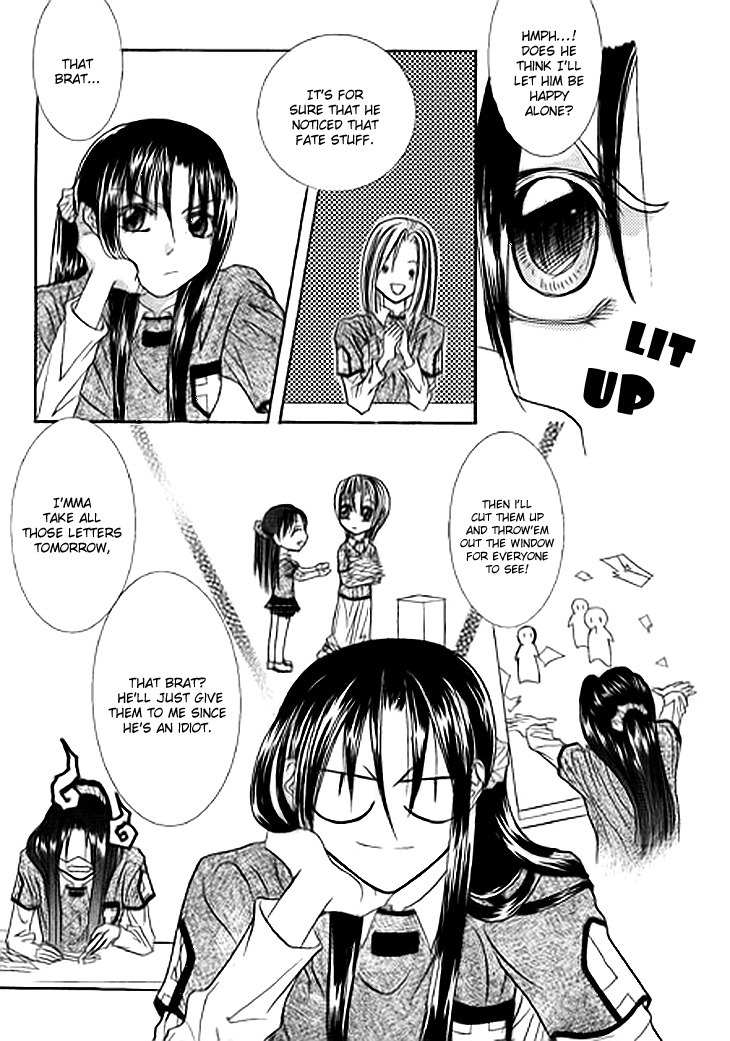 THAT
BRAT...
IT'S FOR
SURE THAT HE
NOTICED THAT
FATE STUFF.
HMPH...!
DOES HE
THINK I'LL
LET HIM BE
HAPPY
ALONE?
LIT
UP
I'MMA
TAKE ALL
THOSE LETTERS
TOMORROW,
THEN I'LL
CUT THEM UP
AND THROW'EM
OUT THE WINDOW
FOR EVERYONE
TO SEE!
THAT BRAT?
HE'LL JUST GIVE
THEM TO ME SINCE
HE'S AN IDIOT.